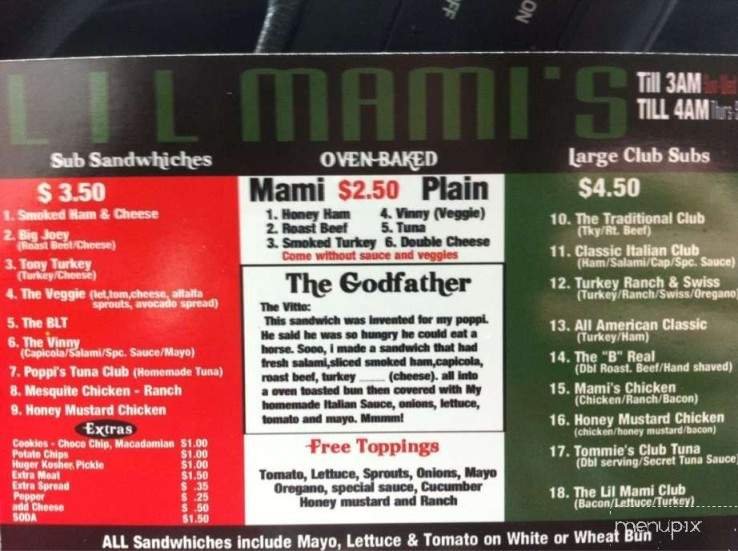 FF
ON
LIL MAMI'S
Till 3AM
TILL 4AM Thurs
Sub Sandwhiches
$ 3.50
1. Smoked Ham & Cheese
2. Big Joey
(Roast Beef/Cheese)
3. Tony Turkey
(Turkey/Cheese)
4. The Veggie (let,tom,cheese, alfalfa
sprouts, avocado spread)
5. The BLT
6. The Vinny
(Capicola/Salami/Spc. Sauce/Mayo)
7. Poppi's Tuna Club (Homemade Tuna)
8. Mesquite Chicken - Ranch
9. Honey Mustard Chicken
Extras
Cookies - Choco Chip, Macadamian $1.00
Potato Chips $1.00
Huger Kosher Pickle $1.00
Extra Meat $1.50
Extra Spread $ .35
Popper $ .25
add Cheese $ .50
SODA $1.50
OVEN-BAKED
Mami $2.50 Plain
1. Honey Ham 4. Vinny (Veggie)
2. Roast Beef 5. Tuna
3. Smoked Turkey 6. Double Cheese
Come without sauce and veggies
The Godfather
The Vitto:
This sandwich was invented for my poppi.
He said he was so hungry he could eat a
horse. Sooo, i made a sandwich that had
fresh salami,sliced smoked ham,capicola,
roast beef, turkey ____ (cheese). all into
a oven toasted bun then covered with My
homemade Italian Sauce, onions, lettuce,
tomato and mayo. Mmmm!
Free Toppings
Tomato, Lettuce, Sprouts, Onions, Mayo
Oregano, special sauce, Cucumber
Honey mustard and Ranch
Large Club Subs
$4.50
10. The Traditional Club
(Tky/Rt. Beef)
11. Classic Italian Club
(Ham/Salami/Cap/Spc. Sauce)
12. Turkey Ranch & Swiss
(Turkey/Ranch/Swiss/Oregano)
13. All American Classic
(Turkey/Ham)
14. The "B" Real
(Dbl Roast. Beef/Hand shaved)
15. Mami's Chicken
(Chicken/Ranch/Bacon)
16. Honey Mustard Chicken
(chicken/honey mustard/bacon)
17. Tommie's Club Tuna
(Dbl serving/Secret Tuna Sauce
18. The Lil Mami Club
(Bacon/Lettuce/Turkey)
menupix
ALL Sandwhiches include Mayo, Lettuce & Tomato on White or Wheat Bun